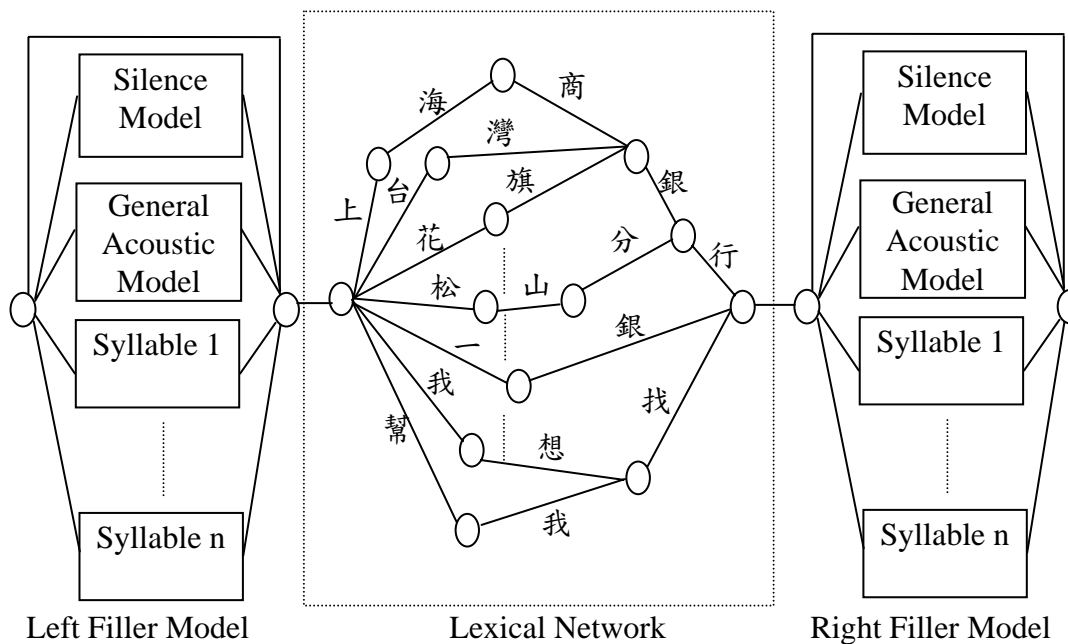 Silence
Model
General
Acoustic
Model
Syllable 1
Syllable n
Left Filler Model
海
商
灣
台
旗
銀
上
花
分
行
松
山
一
銀
我
找
幫
想
我
Lexical Network
Silence
Model
General
Acoustic
Model
Syllable 1
Syllable n
Right Filler Model